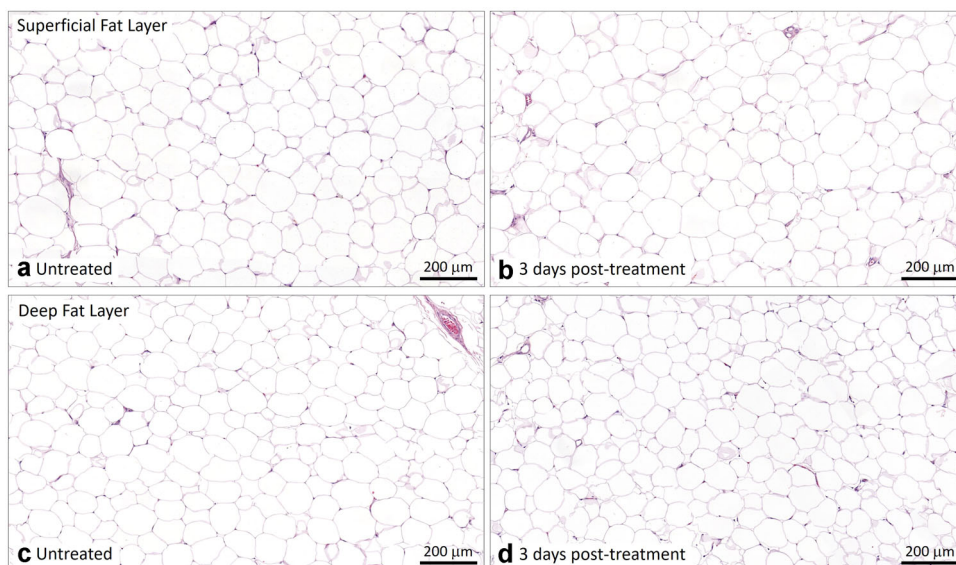 Superficial Fat Layer
a Untreated
200 µm
b 3 days post-treatment
200 µm
Deep Fat Layer
c Untreated
200 µm
d 3 days post-treatment
200 µm